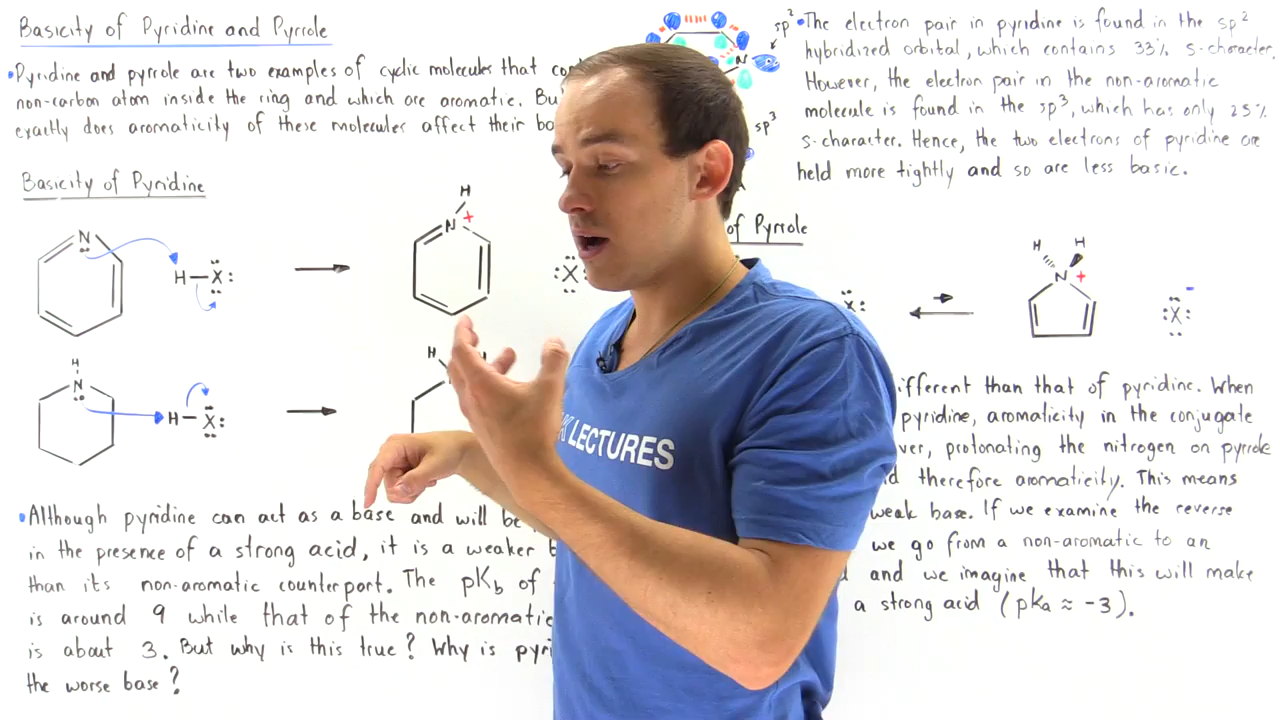 Basicity of Pyridine and Pyrrole
•Pyridine and pyrrole are two examples of cyclic molecules that
non-carbon atom inside the ring and which are aromatic.
exactly does aromaticity of these molecules affect their
Basicity of Pyridine
N
H–X:
H
N
+
:X
H
N
H–X:
H
•Although pyridine can act as a base and will be
in the presence of a strong acid, it is a weaker
than its non-aromatic counterpart. The pKb of
is around 9 while that of the non-aromatic
is about 3. But why is this true? Why is
the worse base?
K LECTURES
N
sp2
sp3
•The electron pair in pyridine is found in the sp2
hybridized orbital, which contains 33% s-character.
However, the electron pair in the non-aromatic
molecule is found in the sp3, which has only 25%
s-character. Hence, the two electrons of pyridine are
held more tightly and so are less basic.
of Pyrrole
X:
H H
N
+
:X:
-
different than that of pyridine. When
pyridine, aromaticity in the conjugate
protonating the nitrogen on pyrrole
therefore aromaticity. This means
weak base. If we examine the reverse
we go from a non-aromatic to an
and we imagine that this will make
a strong acid (pKa ≈ -3).